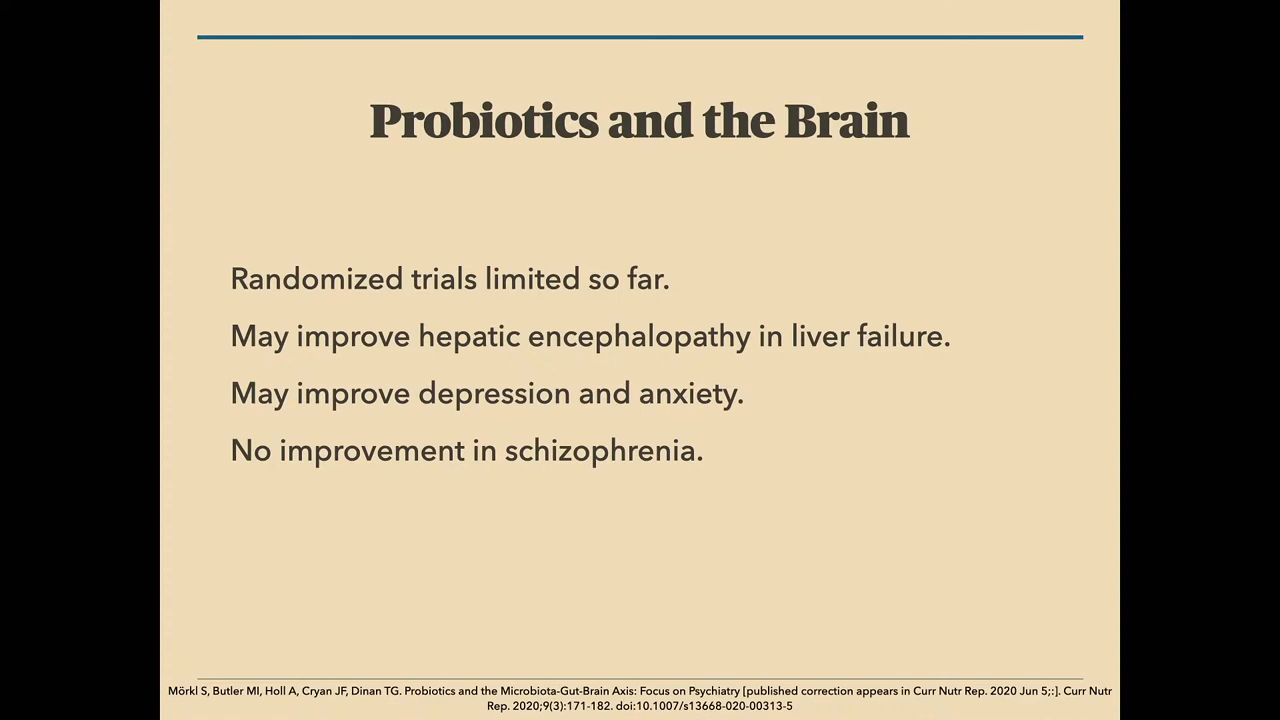 Probiotics and the Brain
Randomized trials limited so far.
May improve hepatic encephalopathy in liver failure.
May improve depression and anxiety.
No improvement in schizophrenia.
Mörkl S, Butler MI, Holl A, Cryan JF, Dinan TG. Probiotics and the Microbiota-Gut-Brain Axis: Focus on Psychiatry [published correction appears in Curr Nutr Rep. 2020 Jun 5;:]. Curr Nutr
Rep. 2020;9(3):171-182. doi:10.1007/s13668-020-00313-5